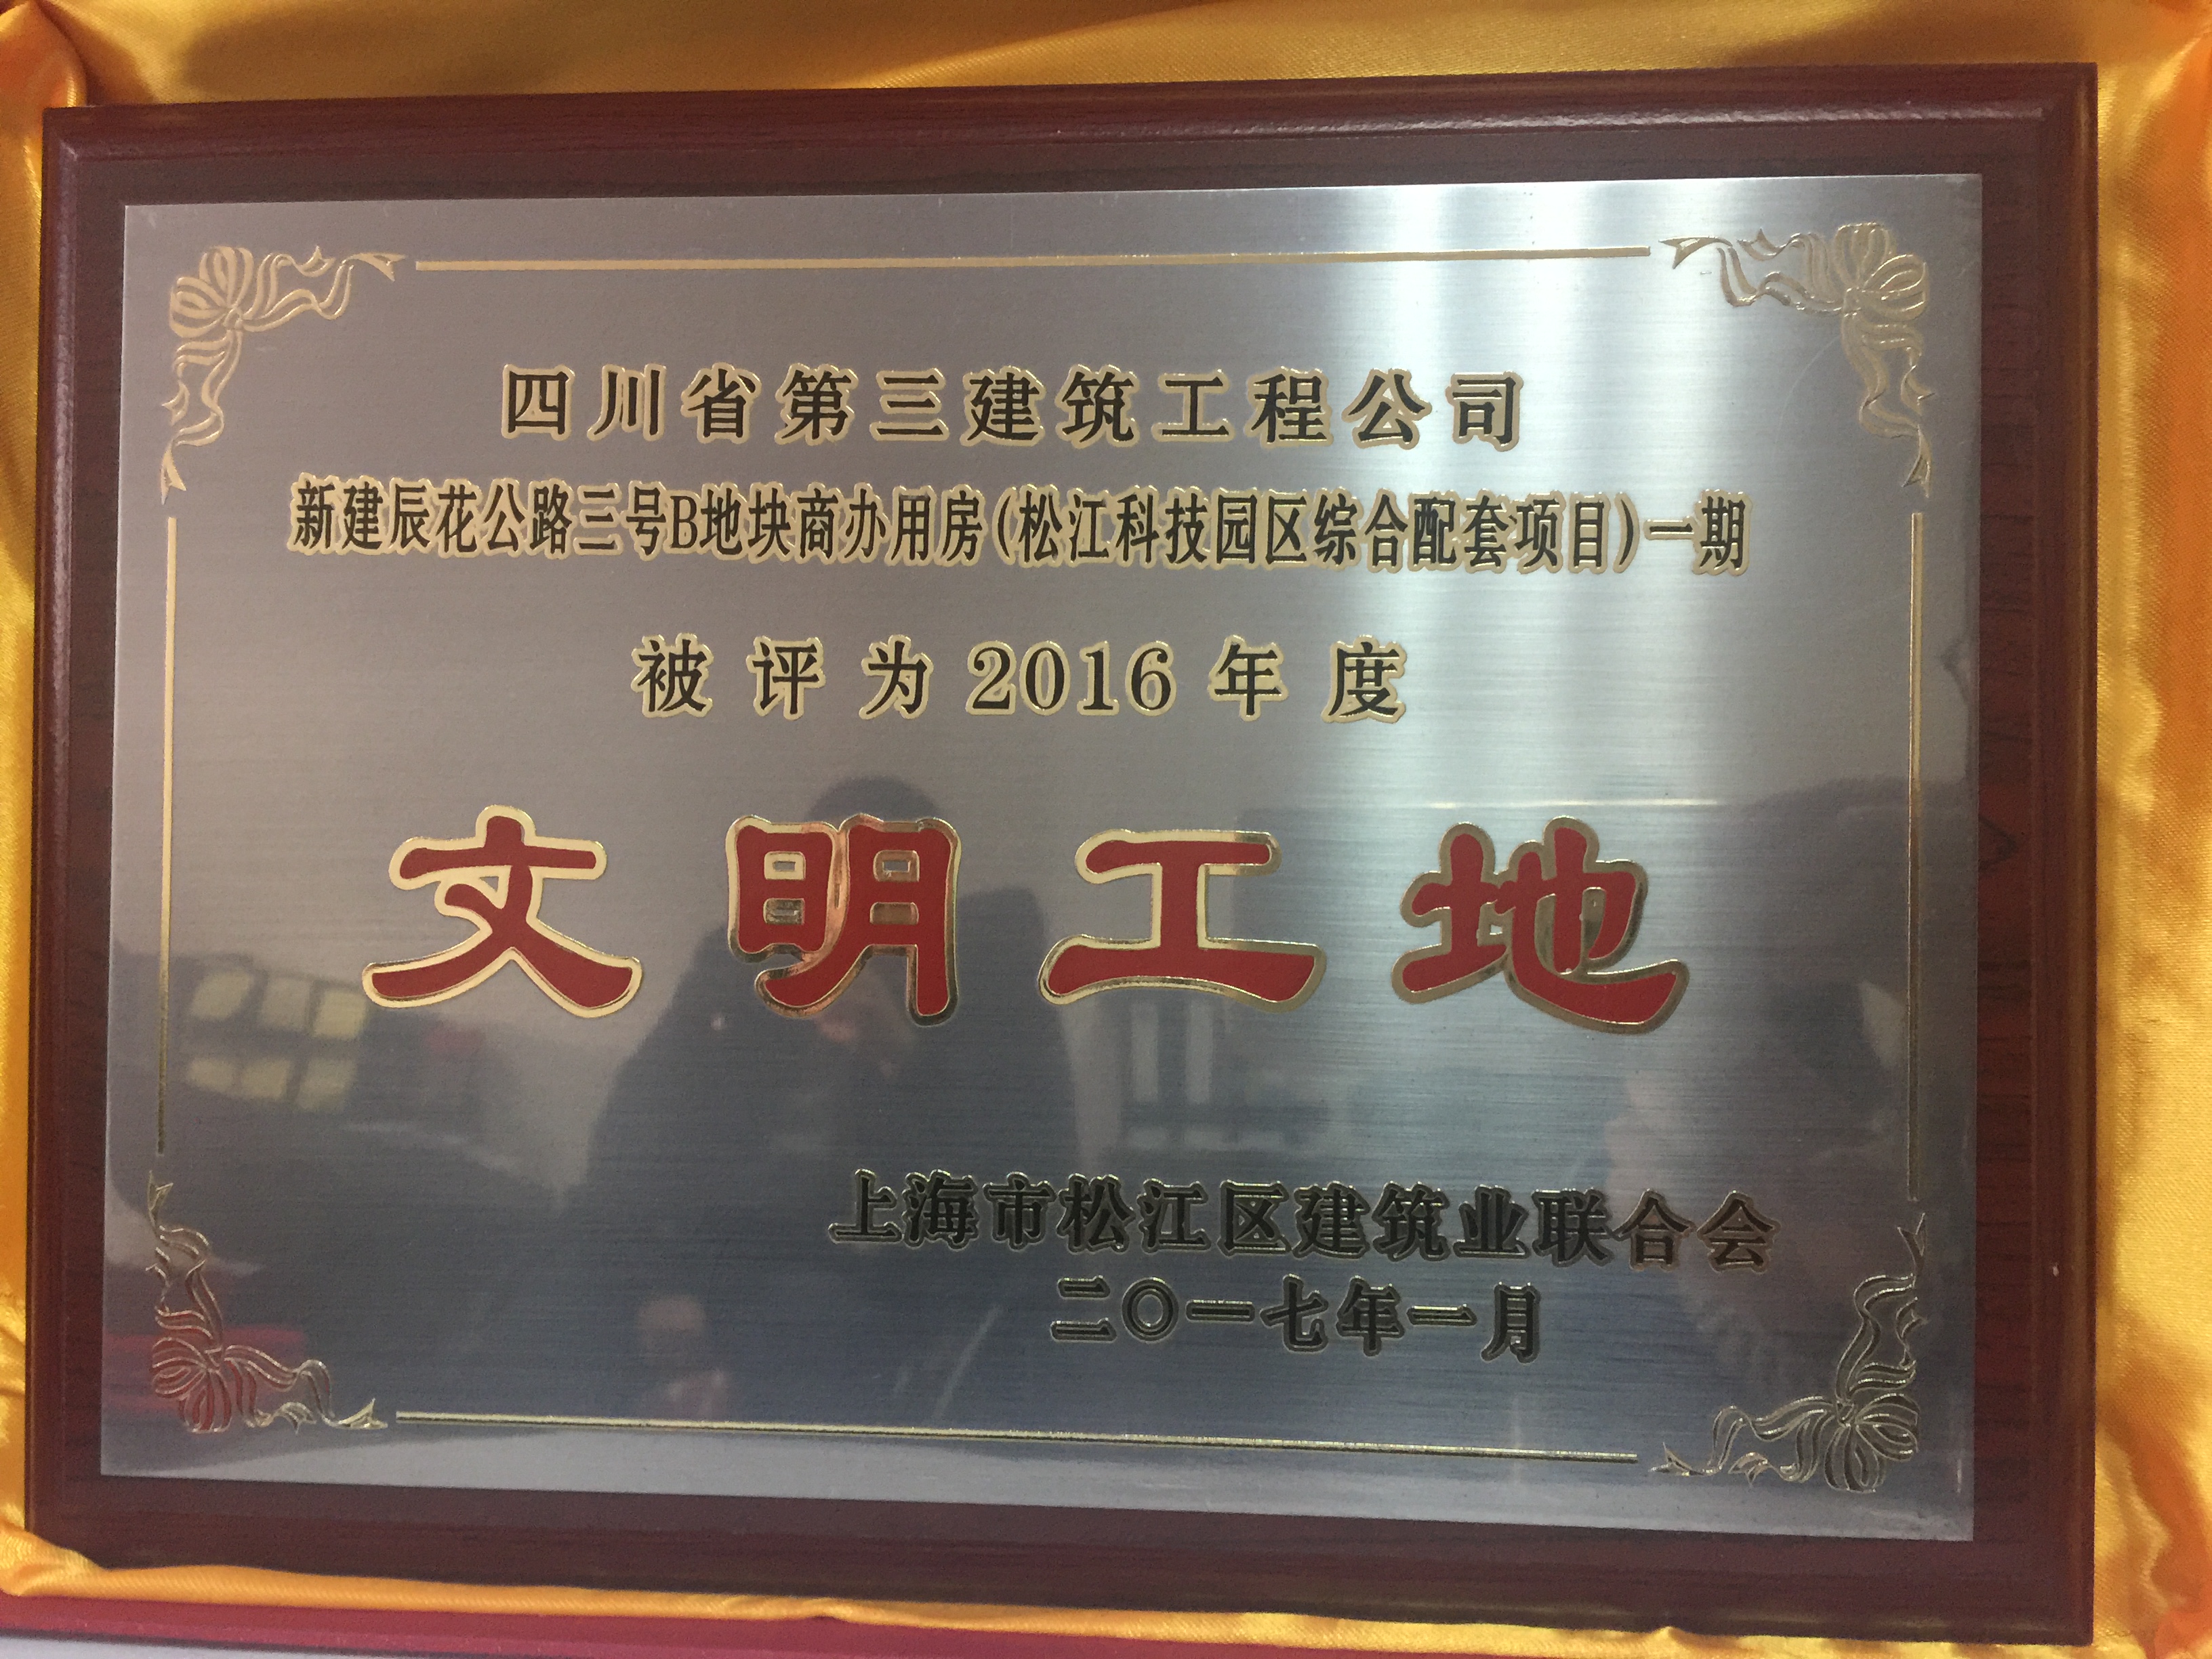 四川省第三建筑工程公司
新建辰花公路三号B地块商办用房(松江科技园区综合配套项目)一期
被评为2016年度
文明工地
上海市松江区建筑业联合会
二〇一七年一月